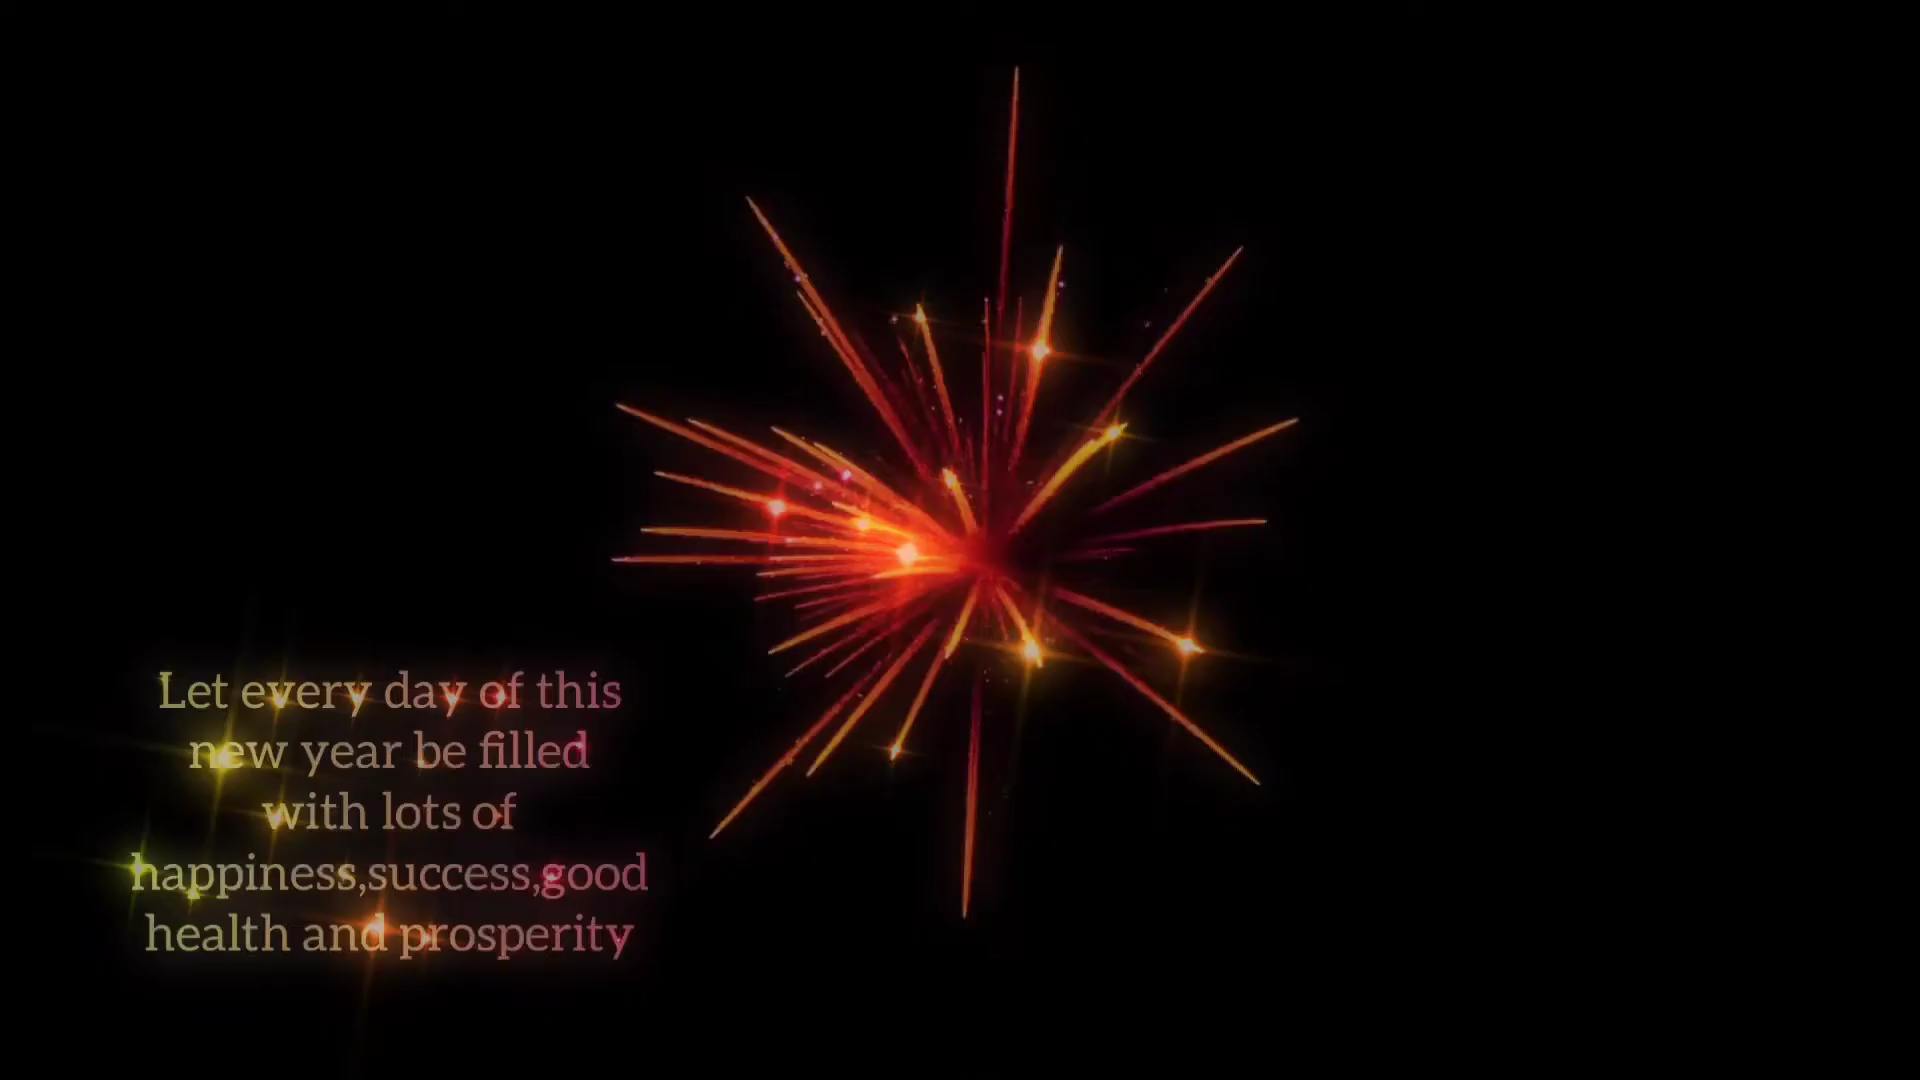 Let every day of this
new year be filled
with lots of
happiness,success,good
health and prosperity